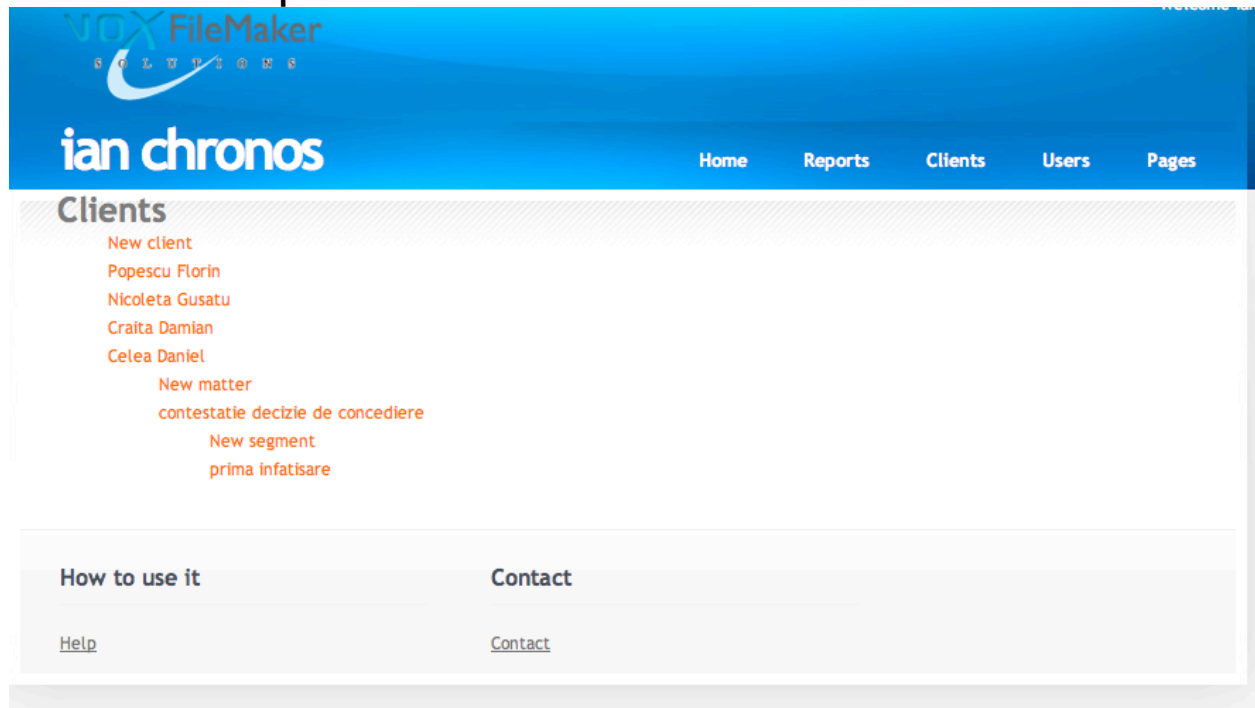 Welcome ian
VOX FileMaker
SOLUTIONS
ian chronos
Home Reports Clients Users Pages
Clients
New client
Popescu Florin
Nicoleta Gusatu
Craita Damian
Celea Daniel
New matter
contestatie decizie de concediere
New segment
prima infatisare
How to use it Contact
Help Contact